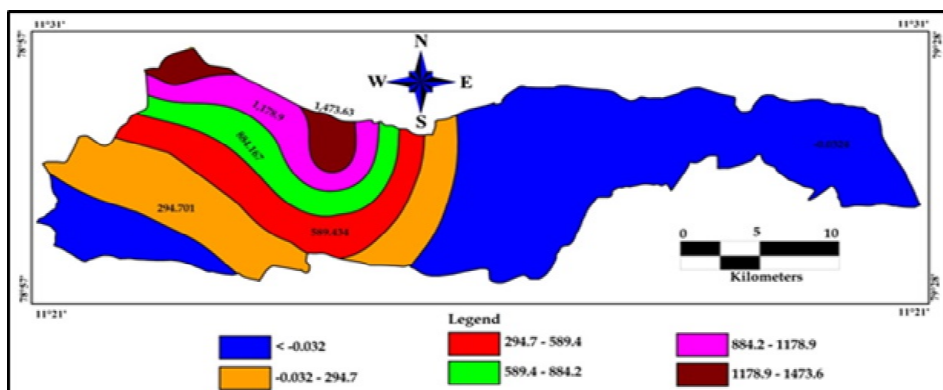 11°31' 11°31'
78°57' 79°28'
N
W E
S
1,473.63
1,178.9
884.167
-0.0324
294.701
589.434
0 5 10
Kilometers
78°57' 79°28'
11°21' 11°21'
Legend
< -0.032 294.7 - 589.4 884.2 - 1178.9
-0.032 - 294.7 589.4 - 884.2 1178.9 - 1473.6